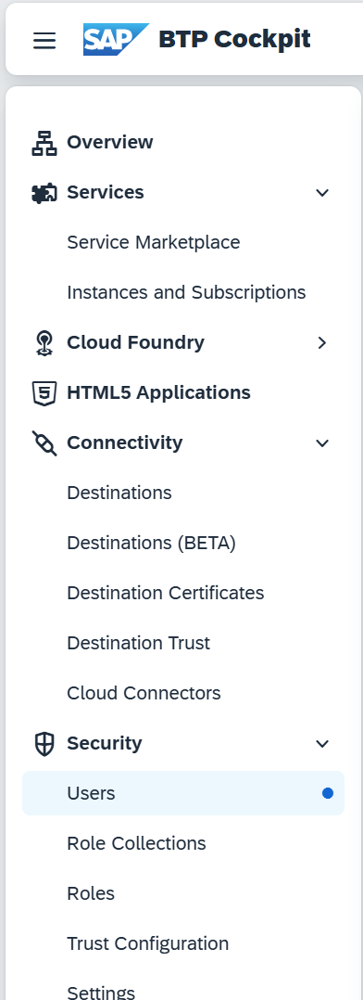 SAP BTP Cockpit
Overview
Services
Service Marketplace
Instances and Subscriptions
Cloud Foundry
HTML5 Applications
Connectivity
Destinations
Destinations (BETA)
Destination Certificates
Destination Trust
Cloud Connectors
Security
Users
Role Collections
Roles
Trust Configuration
Settings